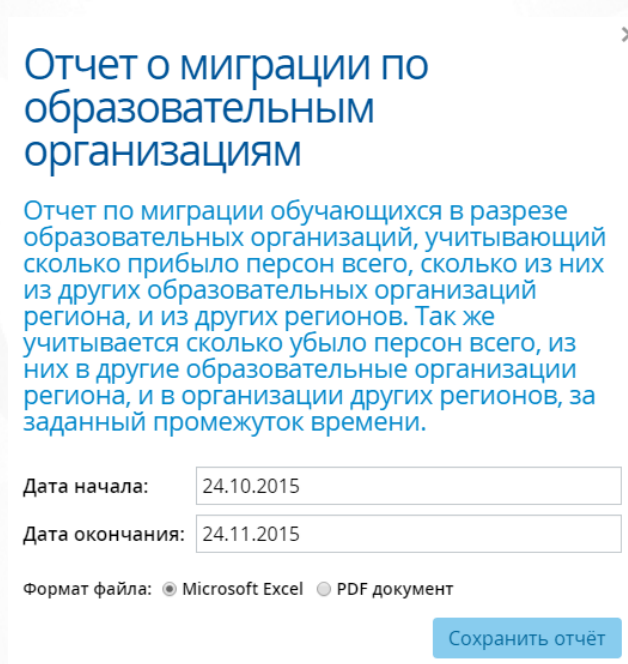 Отчет о миграции по
образовательным
организациям
Отчет по миграции обучающихся в разрезе
образовательных организаций, учитывающий
сколько прибыло персон всего, сколько из них
из других образовательных организаций
региона, и из других регионов. Так же
учитывается сколько убыло персон всего, из
них в другие образовательные организации
региона, и в организации других регионов, за
заданный промежуток времени.
Дата начала: 24.10.2015
Дата окончания: 24.11.2015
Формат файла: Microsoft Excel PDF документ
Сохранить отчёт